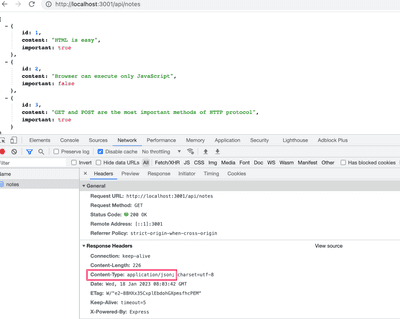 http://localhost:3001/api/notes
[
- {
id: 1,
content: "HTML is easy",
important: true
- {
id: 2,
content: "Browser can execute only JavaScript",
important: false
- {
id: 3,
content: "GET and POST are the most important methods of HTTP protocol",
important: true
Elements Console Sources Network Performance Memory Application Security Lighthouse Adblock Plus
Preserve log Disable cache No throttling
Filter Invert Hide data URLs All Fetch/XHR JS CSS Img Media Font Doc WS Wasm Manifest Other Has blocked cookies
Name Headers Preview Response Initiator Timing Cookies
notes
General
Request URL: http://localhost:3001/api/notes
Request Method: GET
Status Code: 200 OK
Remote Address: [::1]:3001
Referrer Policy: strict-origin-when-cross-origin
Response Headers View source
Connection: keep-alive
Content-Length: 226
Content-Type: application/json; charset=utf-8
Date: Wed, 18 Jan 2023 08:03:42 GMT
Keep-Alive: timeout=5
X-Powered-By: Express